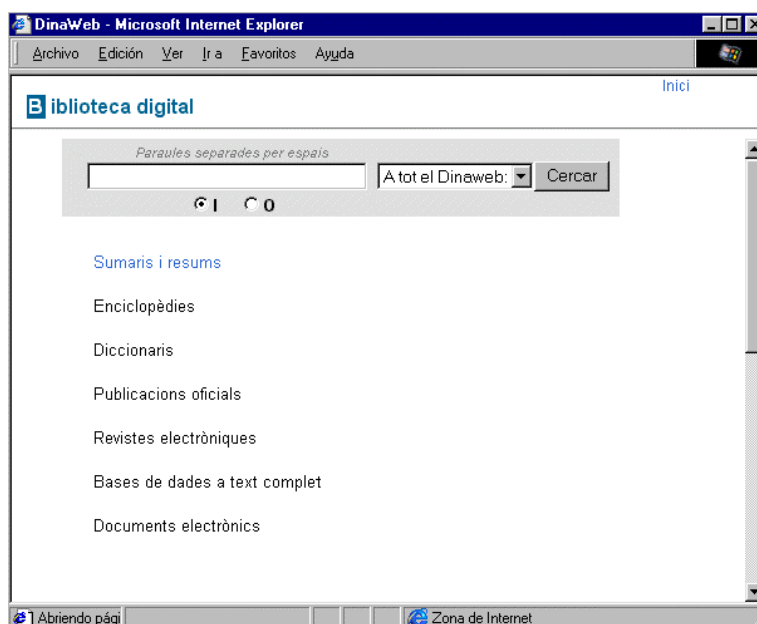 DinaWeb - Microsoft Internet Explorer
Archivo Edición Ver Ir a Favoritos Ayuda
Inici
Biblioteca digital
Paraules separades per espais
A tot el Dinaweb: Cercar
I O
Sumaris i resums
Enciclopèdies
Diccionaris
Publicacions oficials
Revistes electròniques
Bases de dades a text complet
Documents electrònics
Abriendo pági Zona de Internet